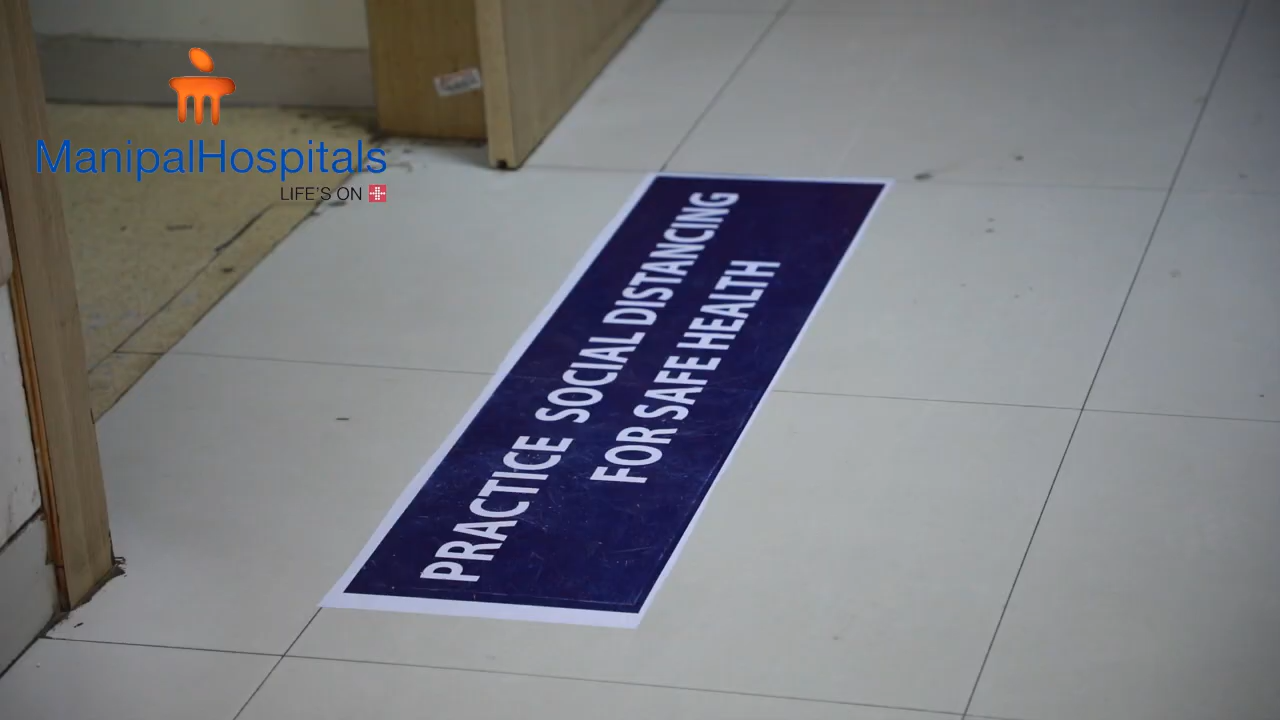 ManipalHospitals
LIFE'S ON
PRACTICE SOCIAL DISTANCING
FOR SAFE HEALTH